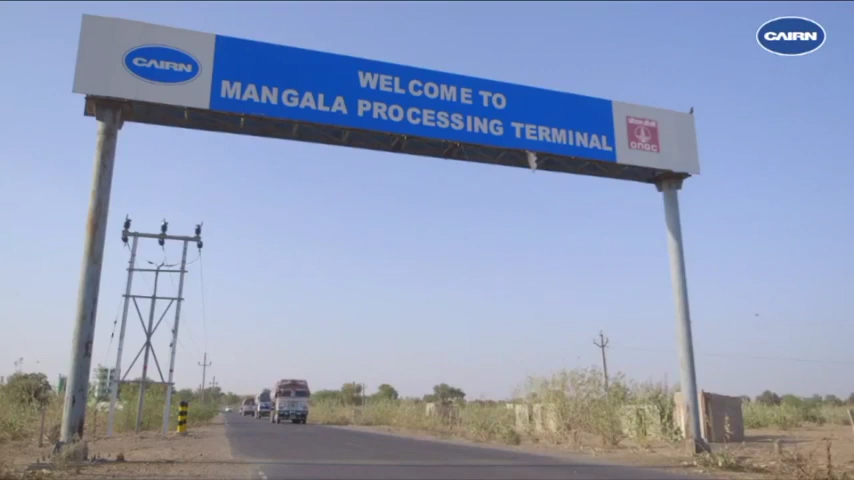 CAIRN
WELCOME TO
MANGALA PROCESSING TERMINAL
ONGC
CAIRN